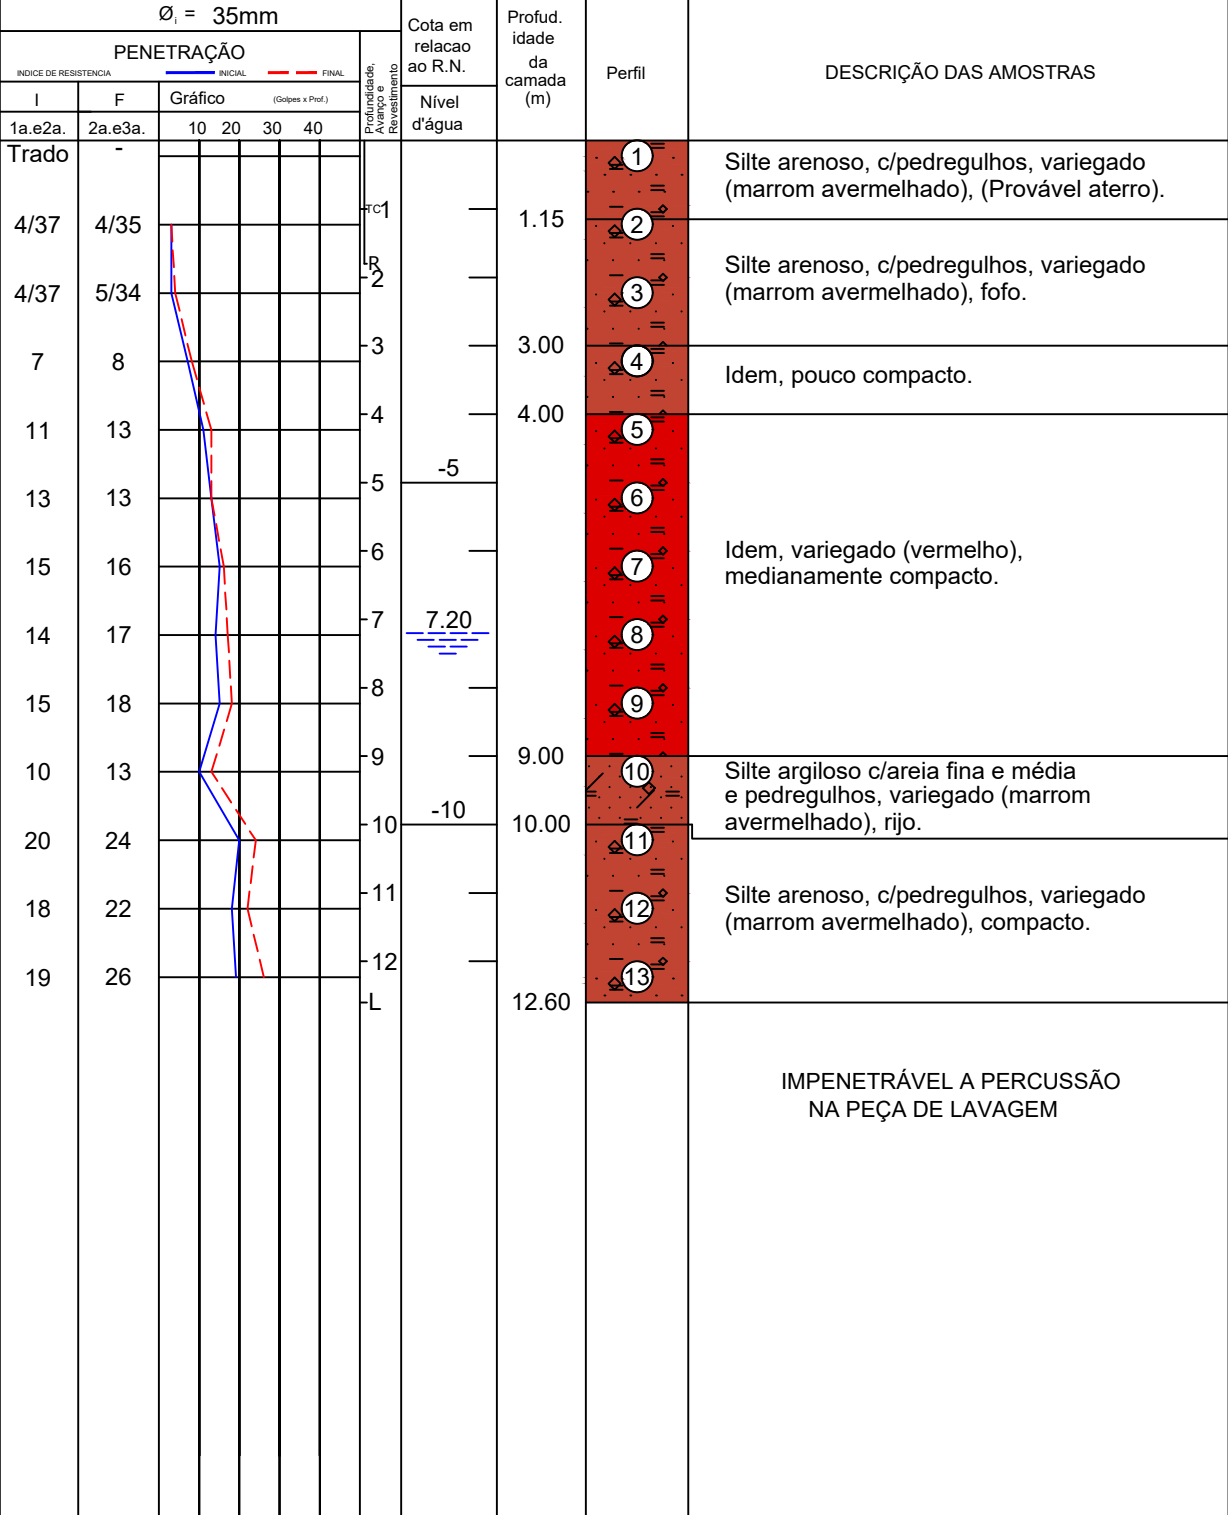 Øi = 35mm
PENETRAÇÃO
INDICE DE RESISTENCIA INICIAL FINAL
I F Gráfico (Golpes x Prof.)
1a.e2a. 2a.e3a. 10 20 30 40
Profundidade,
Avanço e
Revestimento
Cota em
relacao
ao R.N.
Nível
d'água
Profud.
idade
da
camada
(m)
Perfil
DESCRIÇÃO DAS AMOSTRAS
Trado -
4/37 4/35
4/37 5/34
7 8
11 13
13 13
15 16
14 17
15 18
10 13
20 24
18 22
19 26
TC 1
R
2
3
4
5
6
7
8
9
10
11
12
L
-5
7.20
-10
1.15
3.00
4.00
9.00
10.00
12.60
1
2
3
4
5
6
7
8
9
10
11
12
13
Silte arenoso, c/pedregulhos, variegado
(marrom avermelhado), (Provável aterro).
Silte arenoso, c/pedregulhos, variegado
(marrom avermelhado), fofo.
Idem, pouco compacto.
Idem, variegado (vermelho),
medianamente compacto.
Silte argiloso c/areia fina e média
e pedregulhos, variegado (marrom
avermelhado), rijo.
Silte arenoso, c/pedregulhos, variegado
(marrom avermelhado), compacto.
IMPENETRÁVEL A PERCUSSÃO
NA PEÇA DE LAVAGEM